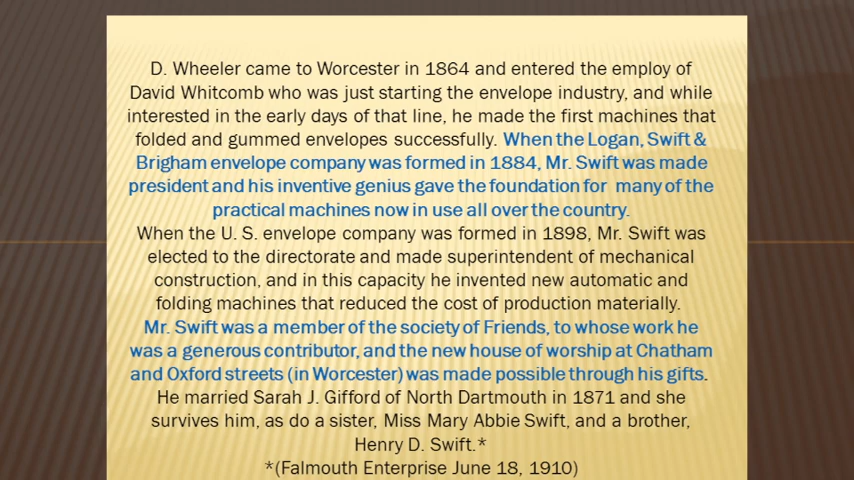 D. Wheeler came to Worcester in 1864 and entered the employ of
David Whitcomb who was just starting the envelope industry, and while
interested in the early days of that line, he made the first machines that
folded and gummed envelopes successfully. When the Logan, Swift &
Brigham envelope company was formed in 1884, Mr. Swift was made
president and his inventive genius gave the foundation for many of the
practical machines now in use all over the country.
When the U. S. envelope company was formed in 1898, Mr. Swift was
elected to the directorate and made superintendent of mechanical
construction, and in this capacity he invented new automatic and
folding machines that reduced the cost of production materially.
Mr. Swift was a member of the society of Friends, to whose work he
was a generous contributor, and the new house of worship at Chatham
and Oxford streets (in Worcester) was made possible through his gifts.
He married Sarah J. Gifford of North Dartmouth in 1871 and she
survives him, as do a sister, Miss Mary Abbie Swift, and a brother,
Henry D. Swift.*
*(Falmouth Enterprise June 18, 1910)